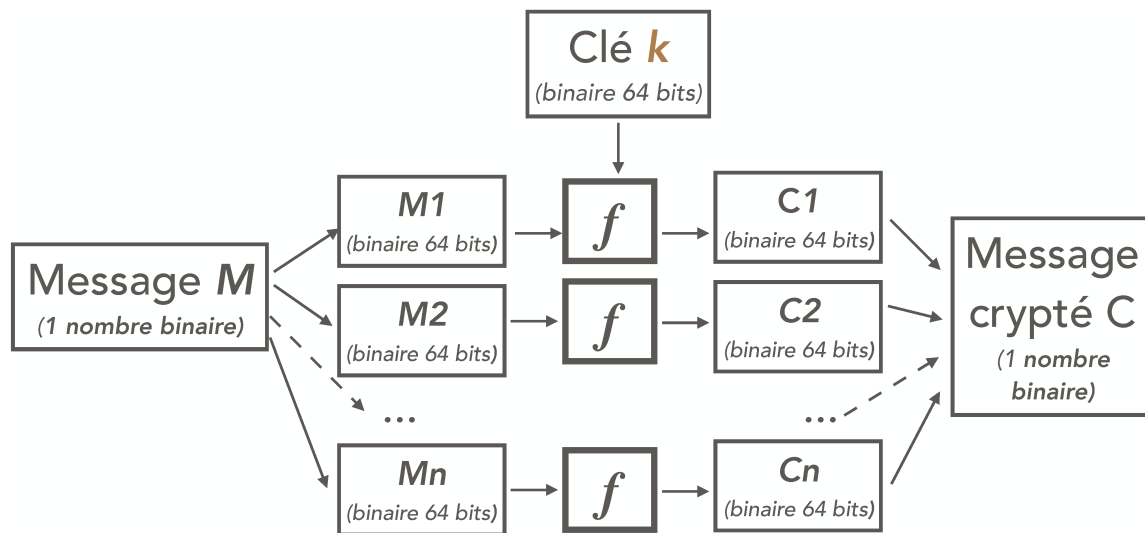 Clé k
(binaire 64 bits)
M1
(binaire 64 bits)
f
C1
(binaire 64 bits)
Message M
(1 nombre binaire)
M2
(binaire 64 bits)
f
C2
(binaire 64 bits)
Message
crypté C
(1 nombre
binaire)
...
...
Mn
(binaire 64 bits)
f
Cn
(binaire 64 bits)